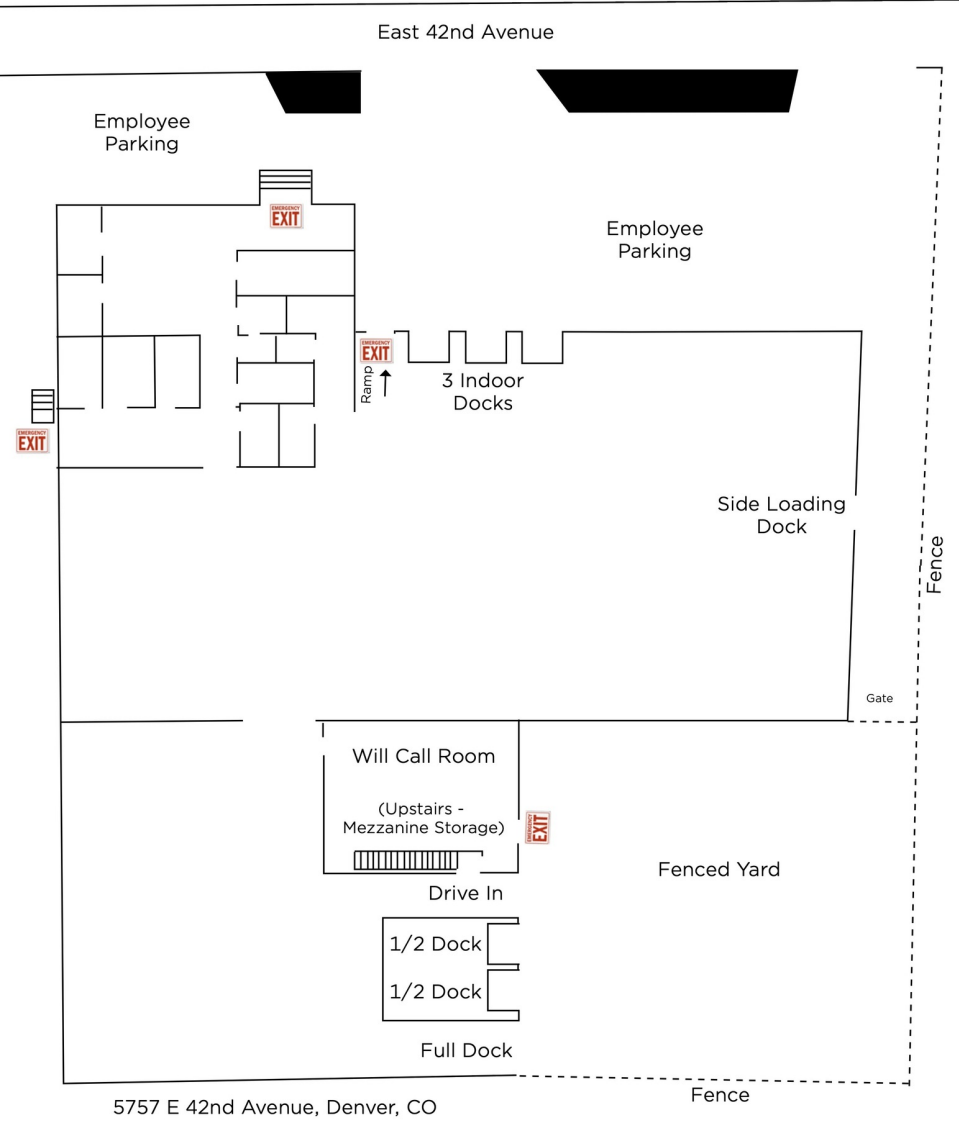 East 42nd Avenue
Employee
Parking
EMERGENCY
EXIT
Employee
Parking
EMERGENCY
EXIT
Ramp
3 Indoor
Docks
EMERGENCY
EXIT
Side Loading
Dock
Fence
Gate
Will Call Room
(Upstairs -
Mezzanine Storage)
EMERGENCY
EXIT
Fenced Yard
Drive In
1/2 Dock
1/2 Dock
Full Dock
Fence
5757 E 42nd Avenue, Denver, CO